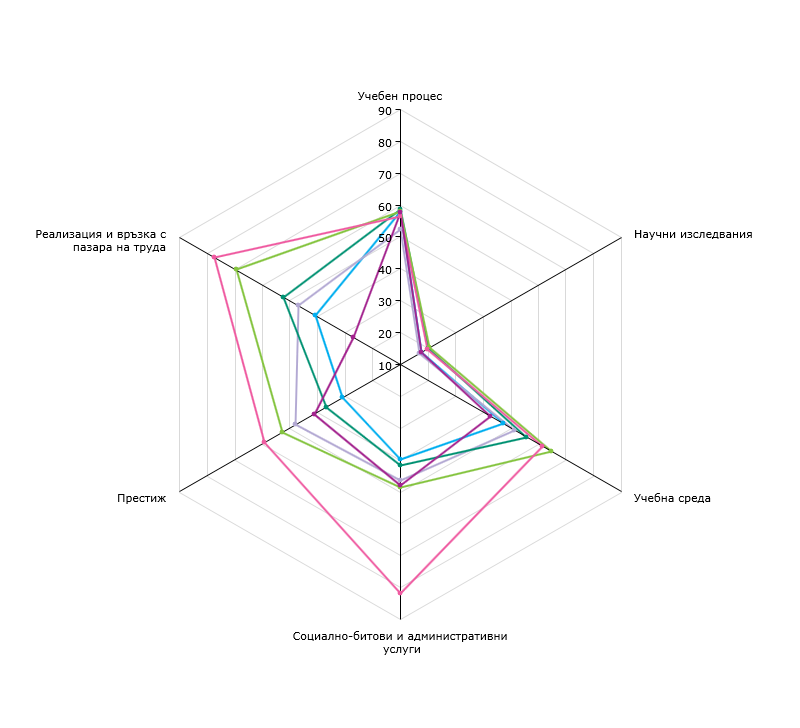 Учебен процес
90
80
70
60
50
40
30
20
10
Научни изследвания
Реализация и връзка с
пазара на труда
Престиж
Учебна среда
Социално-битови и административни
услуги